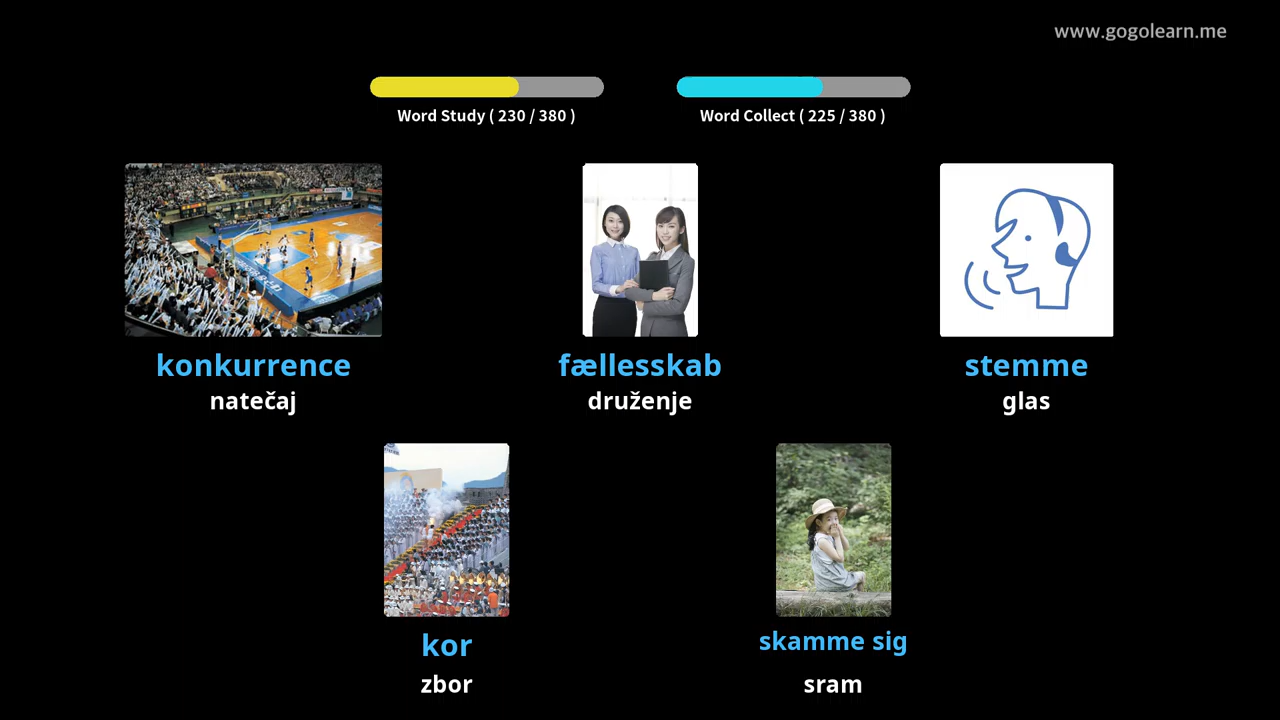 www.gogolearn.me
Word Study ( 230 / 380 )
Word Collect ( 225 / 380 )
konkurrence
natečaj
fællesskab
druženje
stemme
glas
kor
zbor
skamme sig
sram